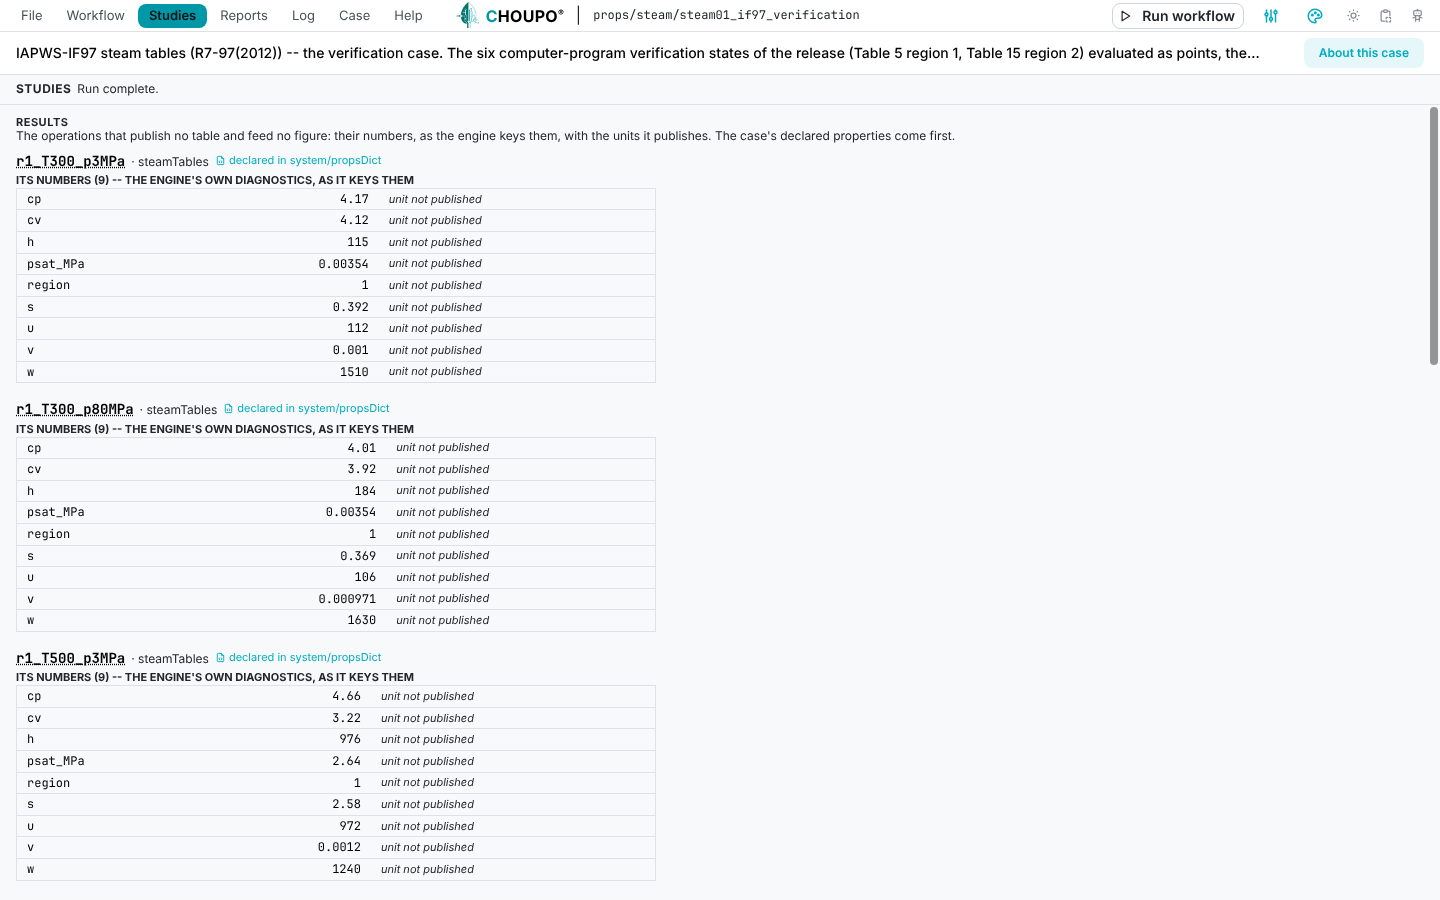 File Workflow Studies Reports Log Case Help CHOUPO® props/steam/steam01_if97_verification Run workflow
IAPWS-IF97 steam tables (R7-97(2012)) -- the verification case. The six computer-program verification states of the release (Table 5 region 1, Table 15 region 2) evaluated as points, the... About this case
STUDIES Run complete.
RESULTS
The operations that publish no table and feed no figure: their numbers, as the engine keys them, with the units it publishes. The case's declared properties come first.
r1_T300_p3MPa · steamTables declared in system/propsDict
ITS NUMBERS (9) -- THE ENGINE'S OWN DIAGNOSTICS, AS IT KEYS THEM
cp 4.17 unit not published
cv 4.12 unit not published
h 115 unit not published
psat_MPa 0.00354 unit not published
region 1 unit not published
s 0.392 unit not published
u 112 unit not published
v 0.001 unit not published
w 1510 unit not published
r1_T300_p80MPa · steamTables declared in system/propsDict
ITS NUMBERS (9) -- THE ENGINE'S OWN DIAGNOSTICS, AS IT KEYS THEM
cp 4.01 unit not published
cv 3.92 unit not published
h 184 unit not published
psat_MPa 0.00354 unit not published
region 1 unit not published
s 0.369 unit not published
u 106 unit not published
v 0.000971 unit not published
w 1630 unit not published
r1_T500_p3MPa · steamTables declared in system/propsDict
ITS NUMBERS (9) -- THE ENGINE'S OWN DIAGNOSTICS, AS IT KEYS THEM
cp 4.66 unit not published
cv 3.22 unit not published
h 976 unit not published
psat_MPa 2.64 unit not published
region 1 unit not published
s 2.58 unit not published
u 972 unit not published
v 0.0012 unit not published
w 1240 unit not published